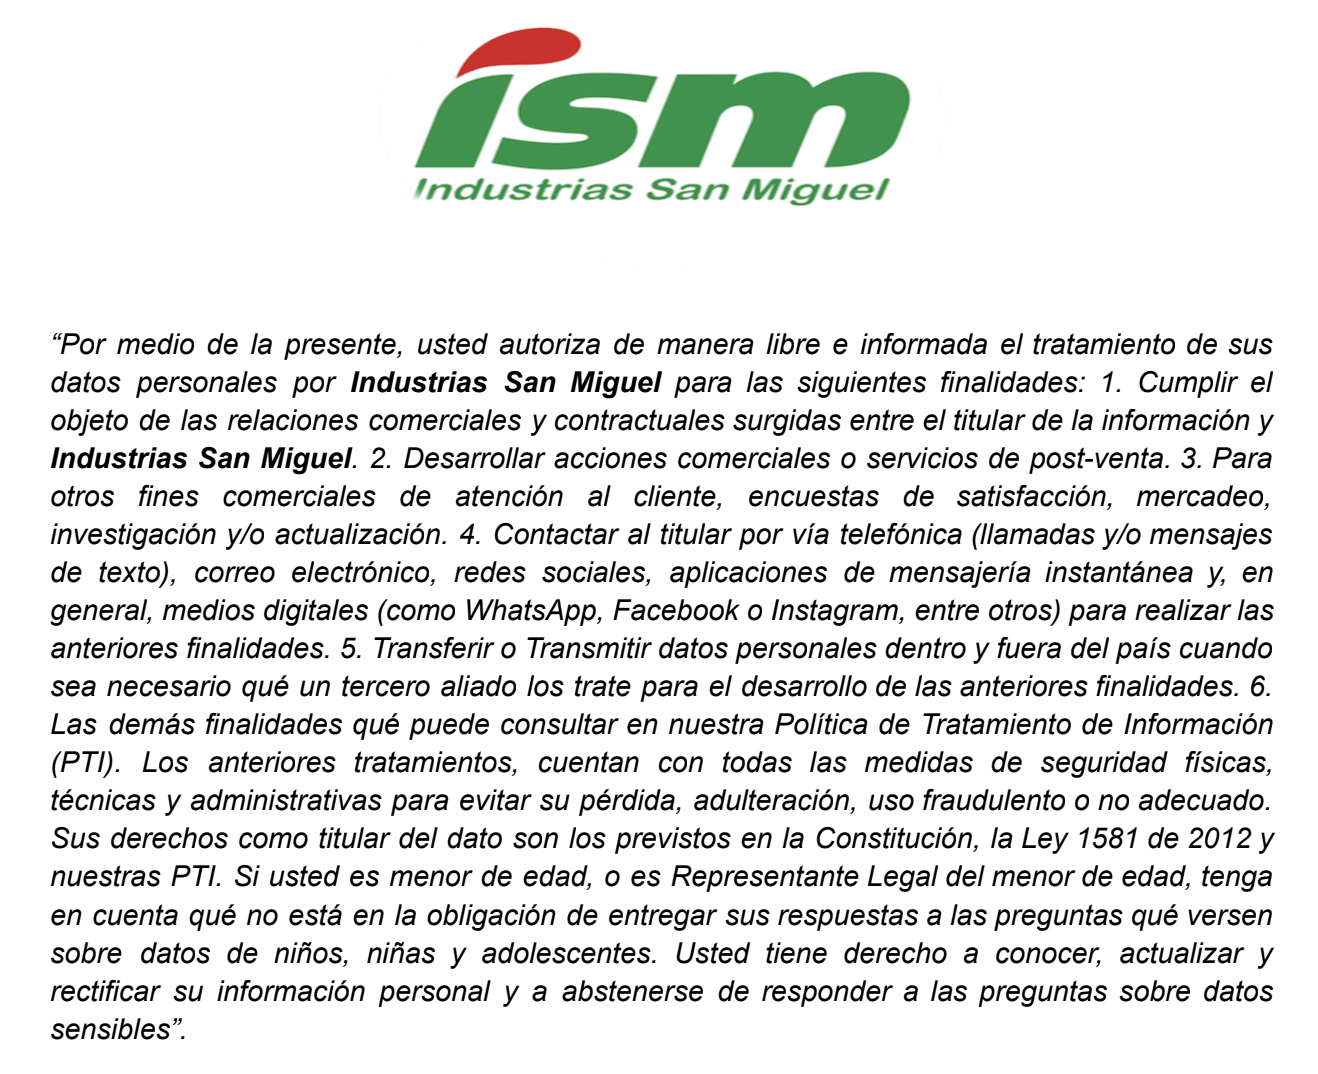 ism
Industrias San Miguel
“Por medio de la presente, usted autoriza de manera libre e informada el tratamiento de sus
datos personales por Industrias San Miguel para las siguientes finalidades: 1. Cumplir el
objeto de las relaciones comerciales y contractuales surgidas entre el titular de la información y
Industrias San Miguel. 2. Desarrollar acciones comerciales o servicios de post-venta. 3. Para
otros fines comerciales de atención al cliente, encuestas de satisfacción, mercadeo,
investigación y/o actualización. 4. Contactar al titular por vía telefónica (llamadas y/o mensajes
de texto), correo electrónico, redes sociales, aplicaciones de mensajería instantánea y, en
general, medios digitales (como WhatsApp, Facebook o Instagram, entre otros) para realizar las
anteriores finalidades. 5. Transferir o Transmitir datos personales dentro y fuera del país cuando
sea necesario qué un tercero aliado los trate para el desarrollo de las anteriores finalidades. 6.
Las demás finalidades qué puede consultar en nuestra Política de Tratamiento de Información
(PTI). Los anteriores tratamientos, cuentan con todas las medidas de seguridad físicas,
técnicas y administrativas para evitar su pérdida, adulteración, uso fraudulento o no adecuado.
Sus derechos como titular del dato son los previstos en la Constitución, la Ley 1581 de 2012 y
nuestras PTI. Si usted es menor de edad, o es Representante Legal del menor de edad, tenga
en cuenta qué no está en la obligación de entregar sus respuestas a las preguntas qué versen
sobre datos de niños, niñas y adolescentes. Usted tiene derecho a conocer, actualizar y
rectificar su información personal y a abstenerse de responder a las preguntas sobre datos
sensibles”.